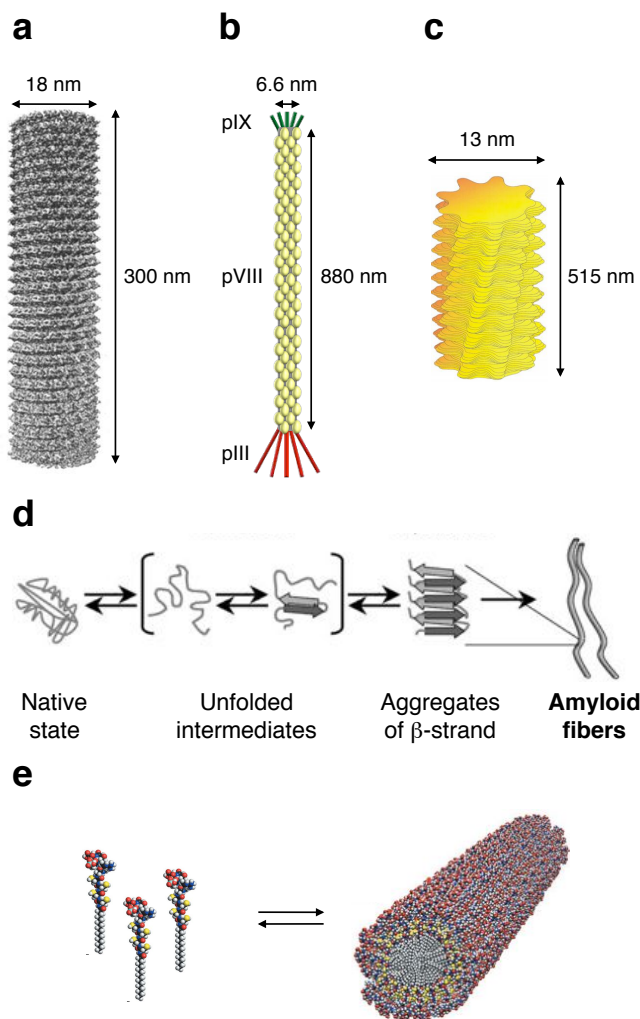 a
18 nm
300 nm
b
6.6 nm
pIX
pVIII
880 nm
pIII
c
13 nm
515 nm
d
Native
state
Unfolded
intermediates
Aggregates
of β-strand
Amyloid
fibers
e